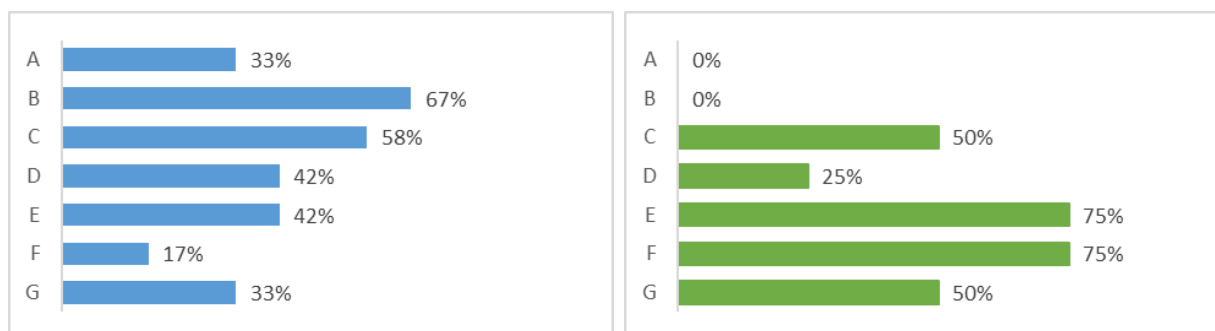 A 33%
B 67%
C 58%
D 42%
E 42%
F 17%
G 33%
A 0%
B 0%
C 50%
D 25%
E 75%
F 75%
G 50%